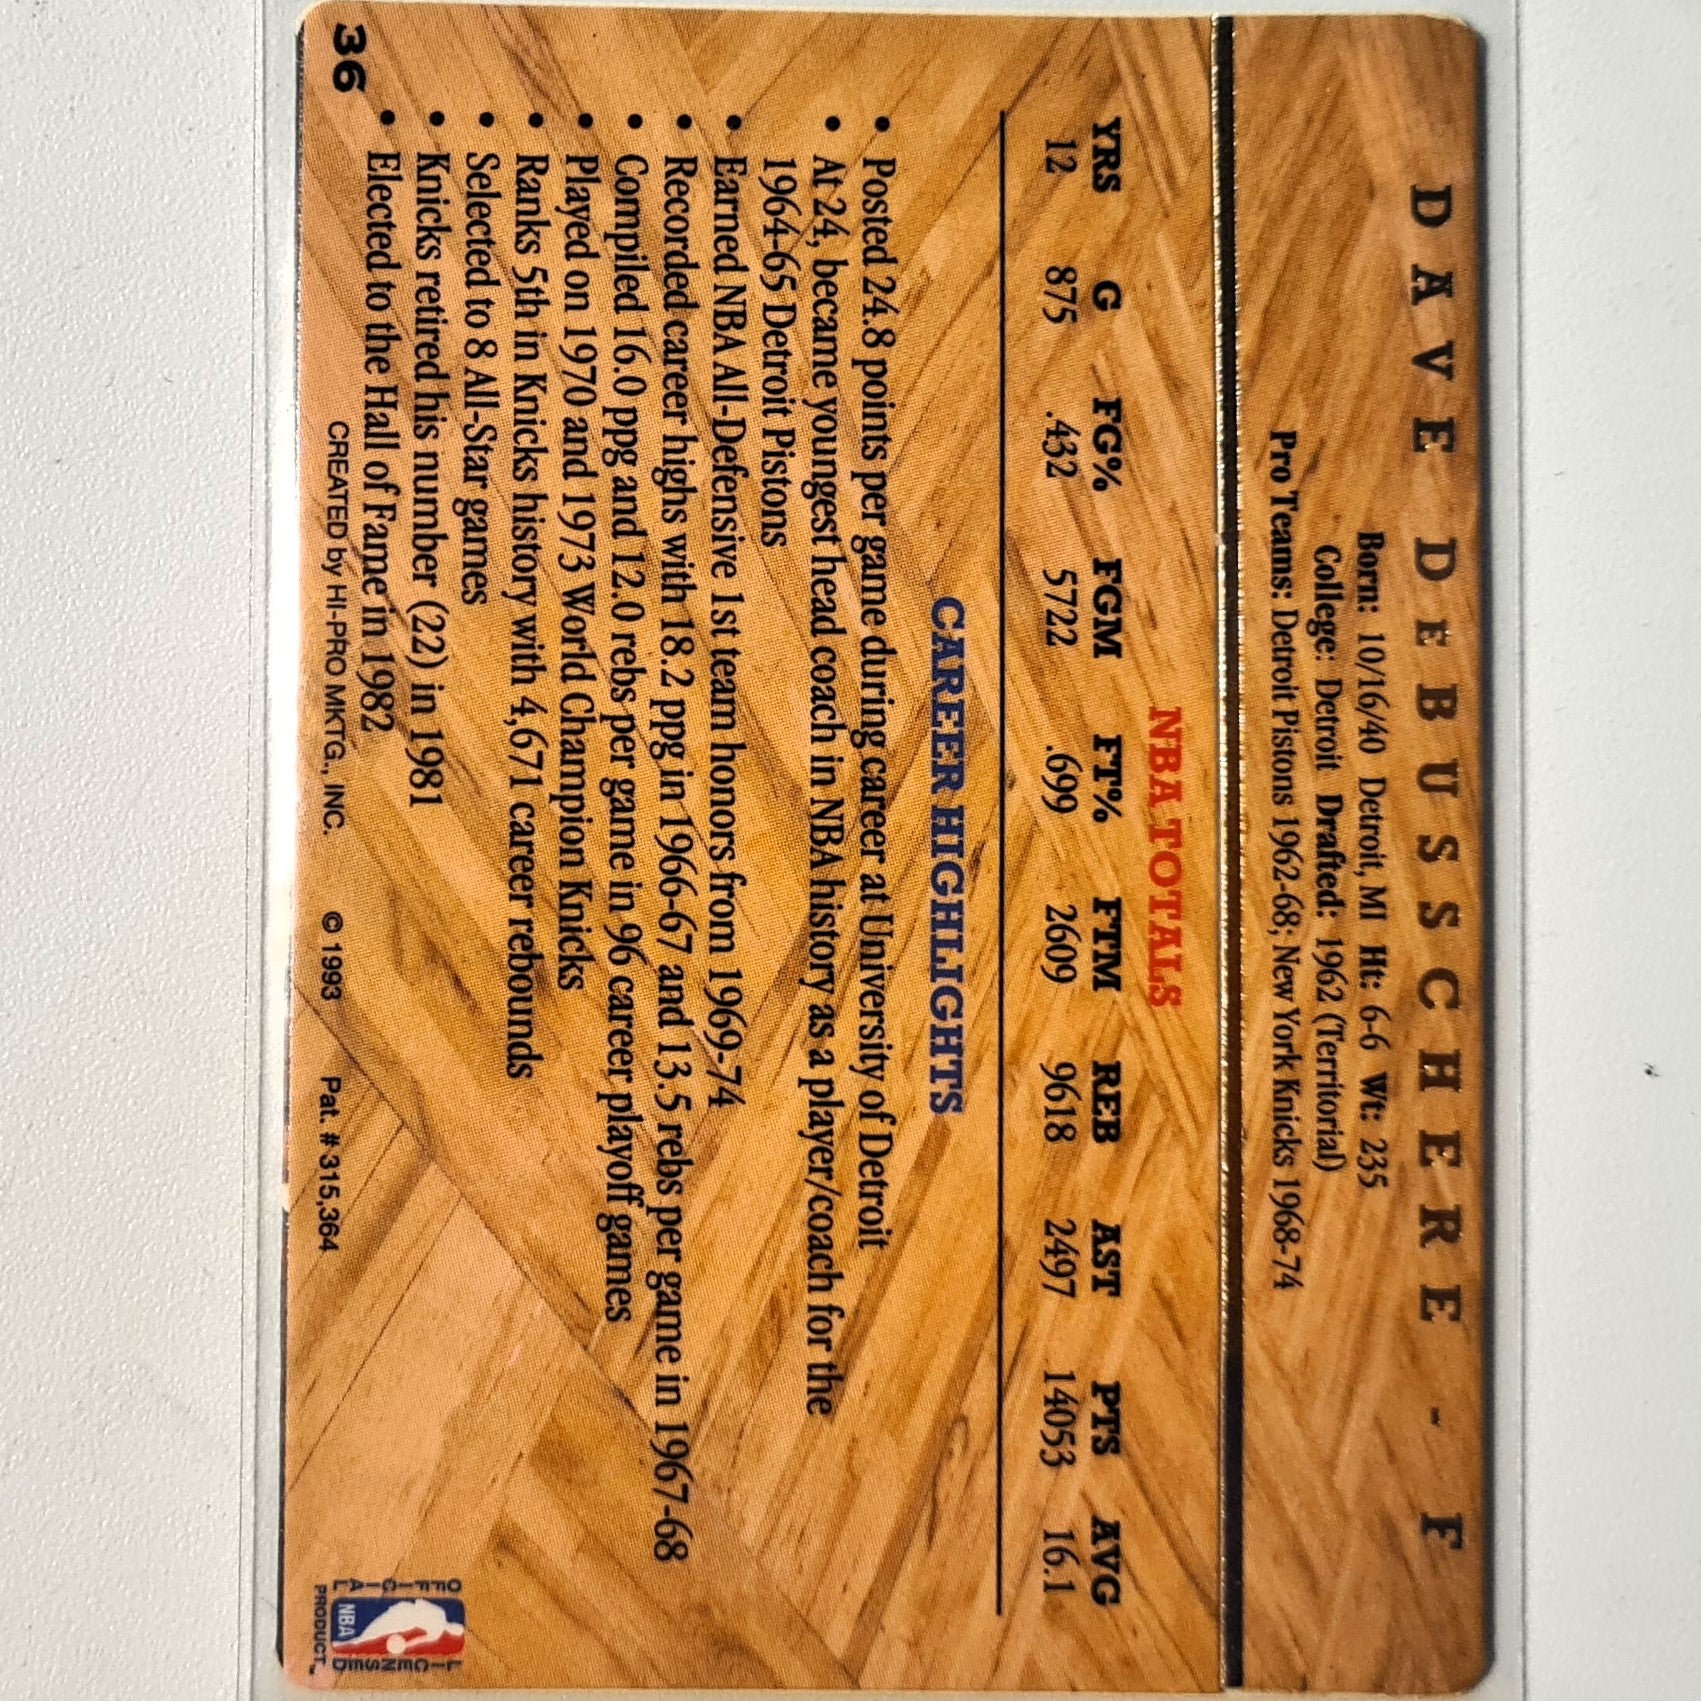 DAVE DEBUSSCHERE - F
Born: 10/16/40 Detroit, MI Ht: 6-6 Wt: 235
College: Detroit Drafted: 1962 (Territorial)
Pro Teams: Detroit Pistons 1962-68; New York Knicks 1968-74
NBA TOTALS
YRS G FG% FGM FT% FTM REB AST PTS AVG
12 875 .432 5722 .699 2609 9618 2497 14053 16.1
CAREER HIGHLIGHTS
• Posted 24.8 points per game during career at University of Detroit
• At 24, became youngest head coach in NBA history as a player/coach for the
1964-65 Detroit Pistons
• Earned NBA All-Defensive 1st team honors from 1969-74
• Recorded career highs with 18.2 ppg in 1966-67 and 13.5 rebs per game in 1967-68
• Compiled 16.0 ppg and 12.0 rebs per game in 96 career playoff games
• Played on 1970 and 1973 World Champion Knicks
• Ranks 5th in Knicks history with 4,671 career rebounds
• Selected to 8 All-Star games
• Knicks retired his number (22) in 1981
• Elected to the Hall of Fame in 1982
36
CREATED by HI-PRO MKTG., INC. © 1993 Pat. # 315,364
OFFICIAL
NBA
LICENSED
PRODUCT™